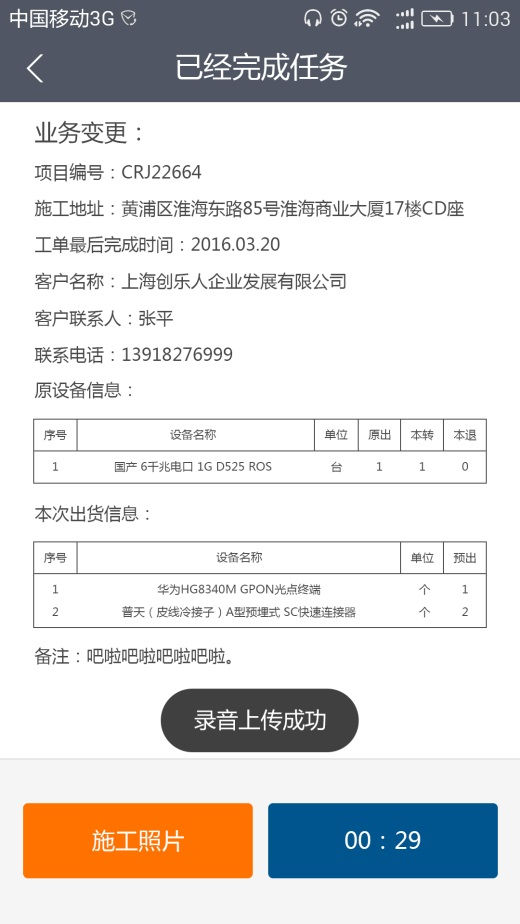 中国移动3G 11:03
已经完成任务
业务变更：
项目编号：CRJ22664
施工地址：黄浦区淮海东路85号淮海商业大厦17楼CD座
工单最后完成时间：2016.03.20
客户名称：上海创乐人企业发展有限公司
客户联系人：张平
联系电话：13918276999
原设备信息：
序号 设备名称 单位 原出 本转 本退
1 国产 6千兆电口 1G D525 ROS 台 1 1 0
本次出货信息：
序号 设备名称 单位 预出
1 华为HG8340M GPON光点终端 个 1
2 普天（皮线冷接子）A型预埋式 SC快速连接器 个 2
备注：吧啦吧啦吧啦吧啦。
录音上传成功
施工照片 00：29